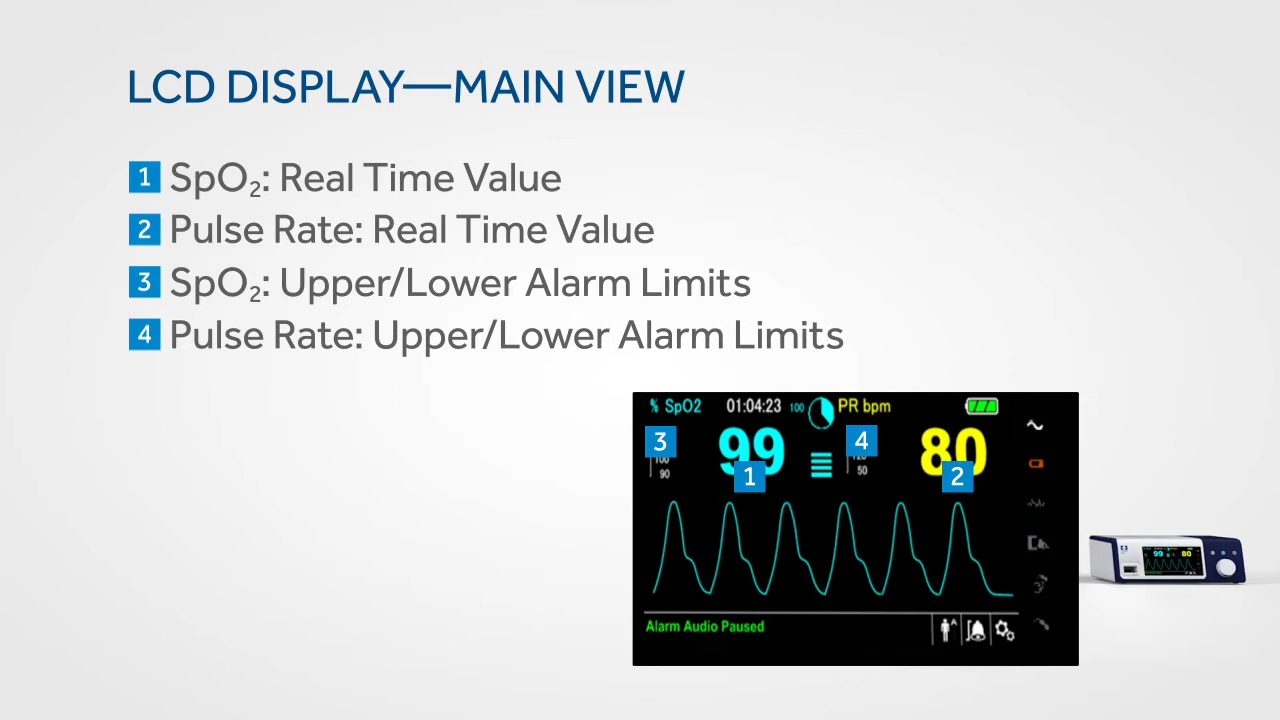 LCD DISPLAY—MAIN VIEW
1 SpO₂: Real Time Value
2 Pulse Rate: Real Time Value
3 SpO₂: Upper/Lower Alarm Limits
4 Pulse Rate: Upper/Lower Alarm Limits
% SpO2 01:04:23 100 PR bpm
3 99 4 80
100
90 1 50 2
Alarm Audio Paused
A
99 80